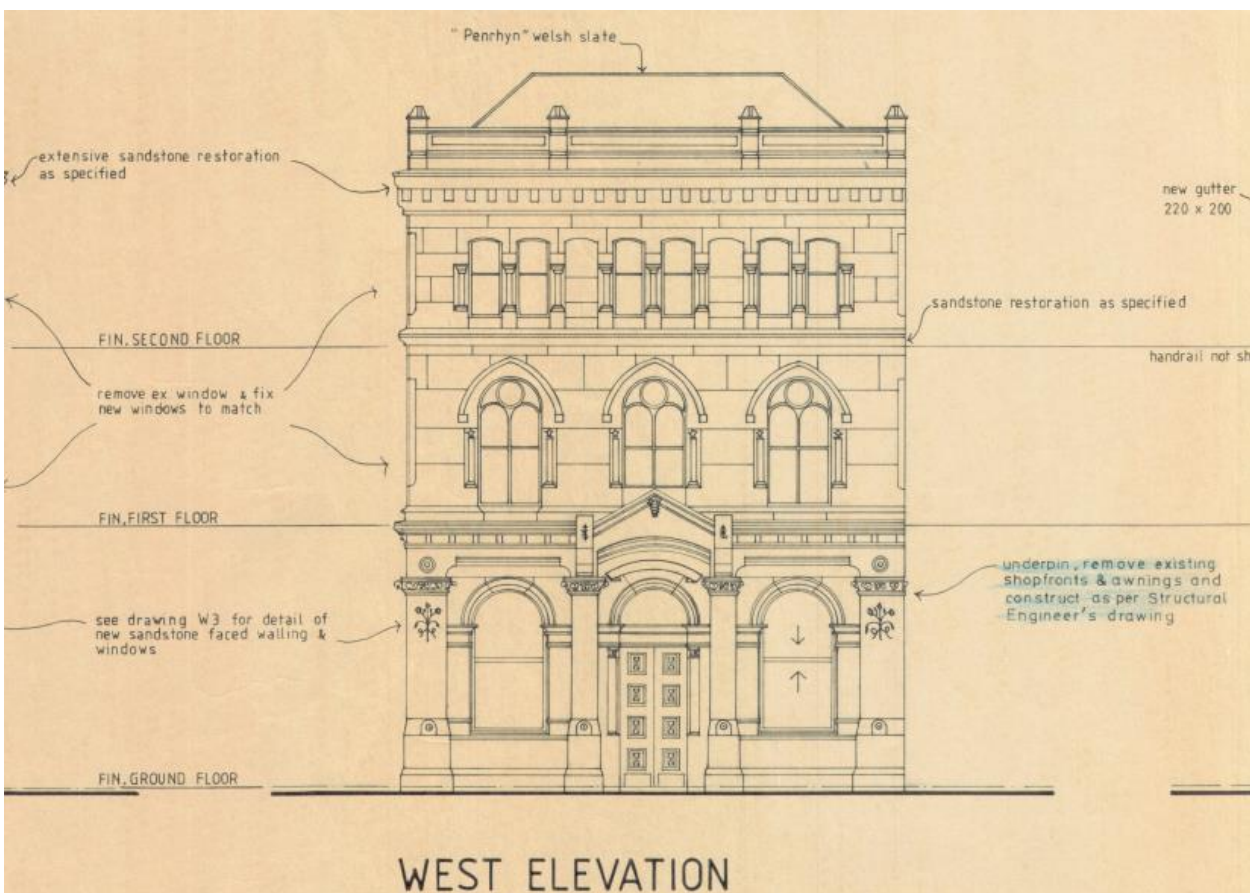 "Penrhyn" welsh slate
extensive sandstone restoration
as specified
new gutter
220 x 200
sandstone restoration as specified
FIN. SECOND FLOOR
handrail not sh
remove ex window & fix
new windows to match
FIN. FIRST FLOOR
underpin, remove existing
shopfronts & awnings and
construct as per Structural
Engineer's drawing
see drawing W3 for detail of
new sandstone faced walling &
windows
FIN. GROUND FLOOR
WEST ELEVATION